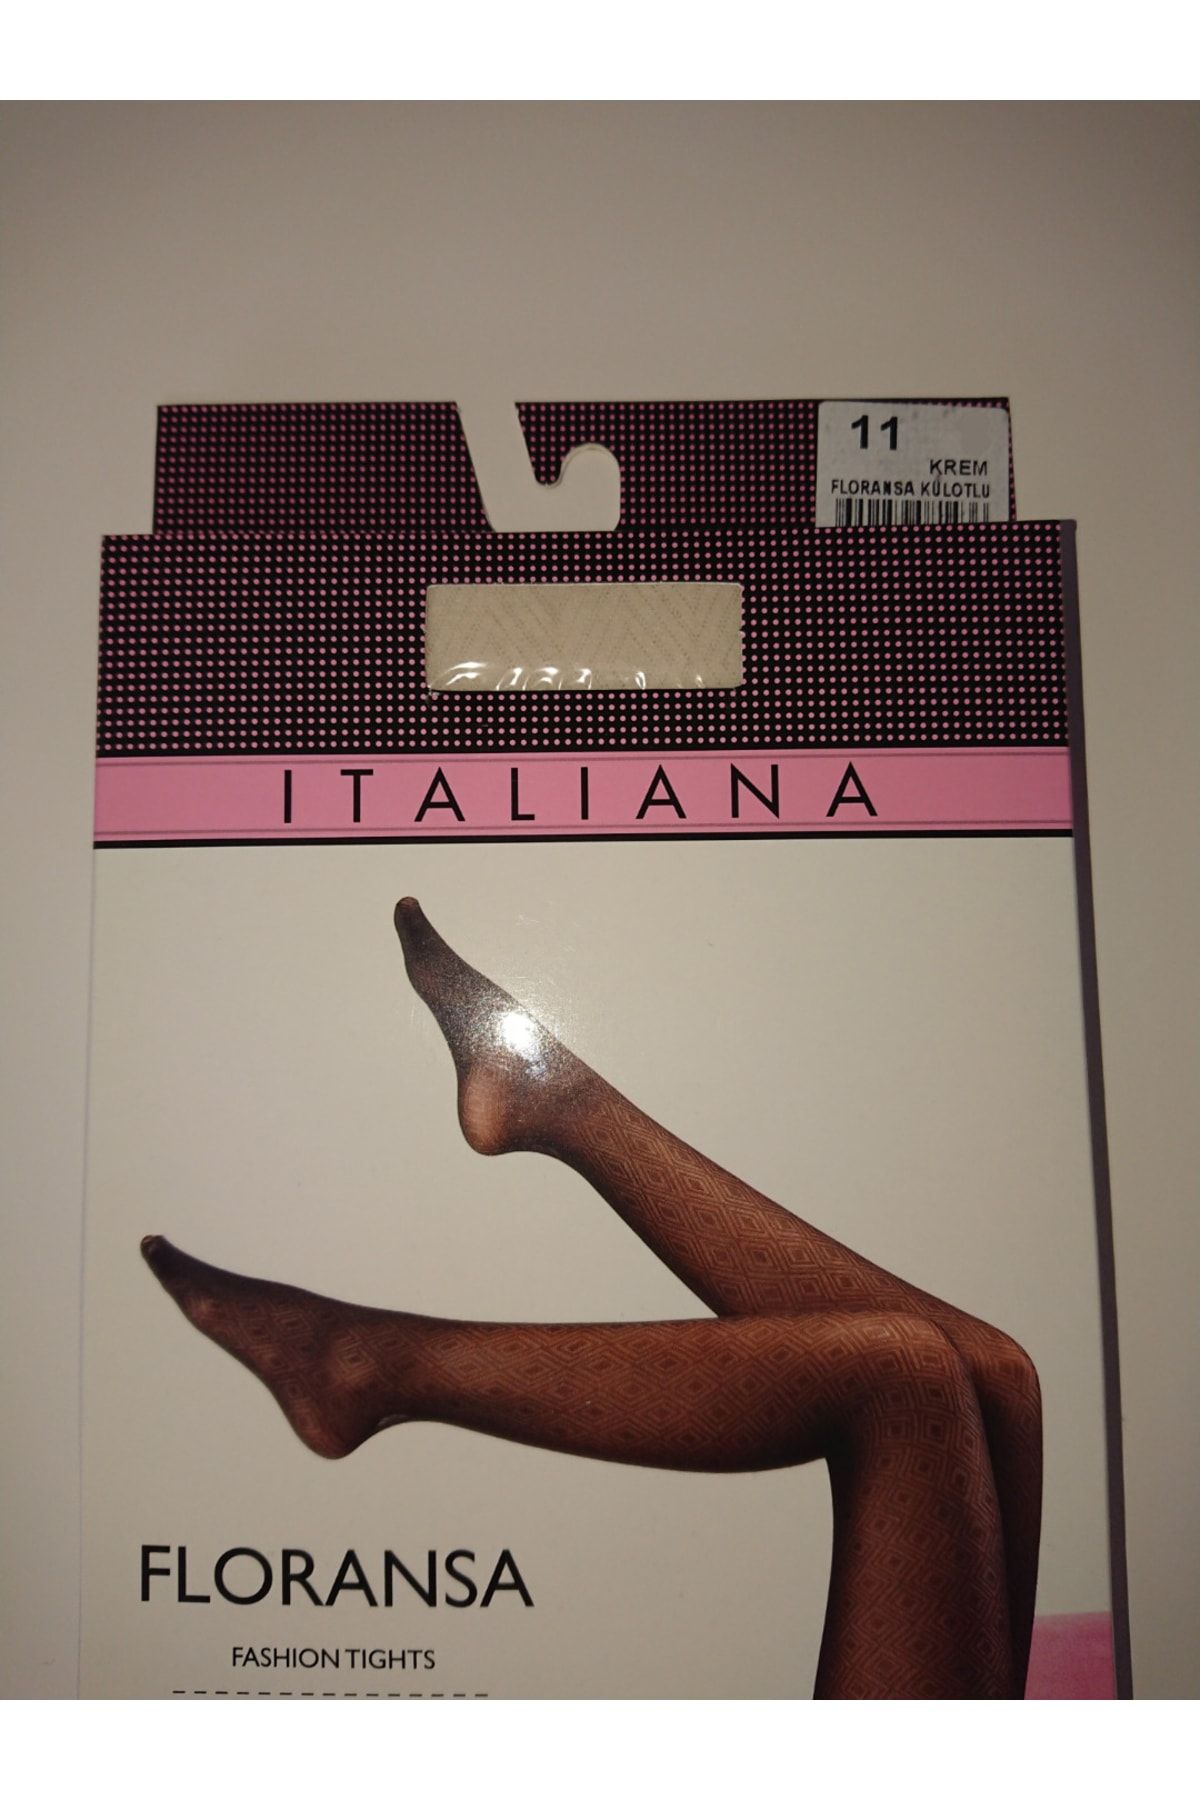 11
KREM
FLORANSA KÜLOTLU
ITALIANA
FLORANSA
FASHION TIGHTS